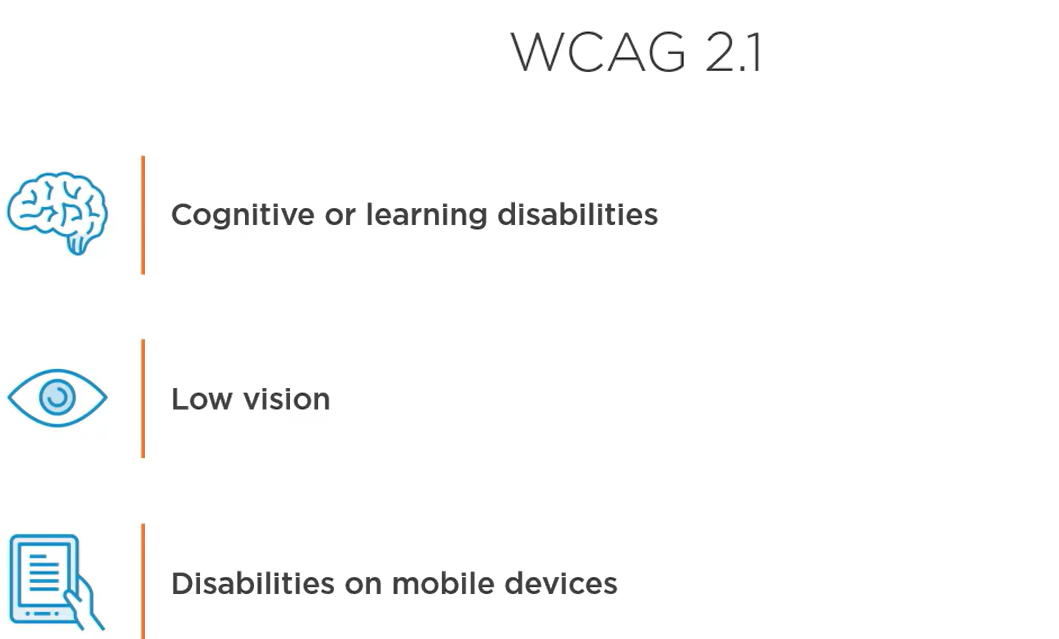 WCAG 2.1
Cognitive or learning disabilities
Low vision
Disabilities on mobile devices